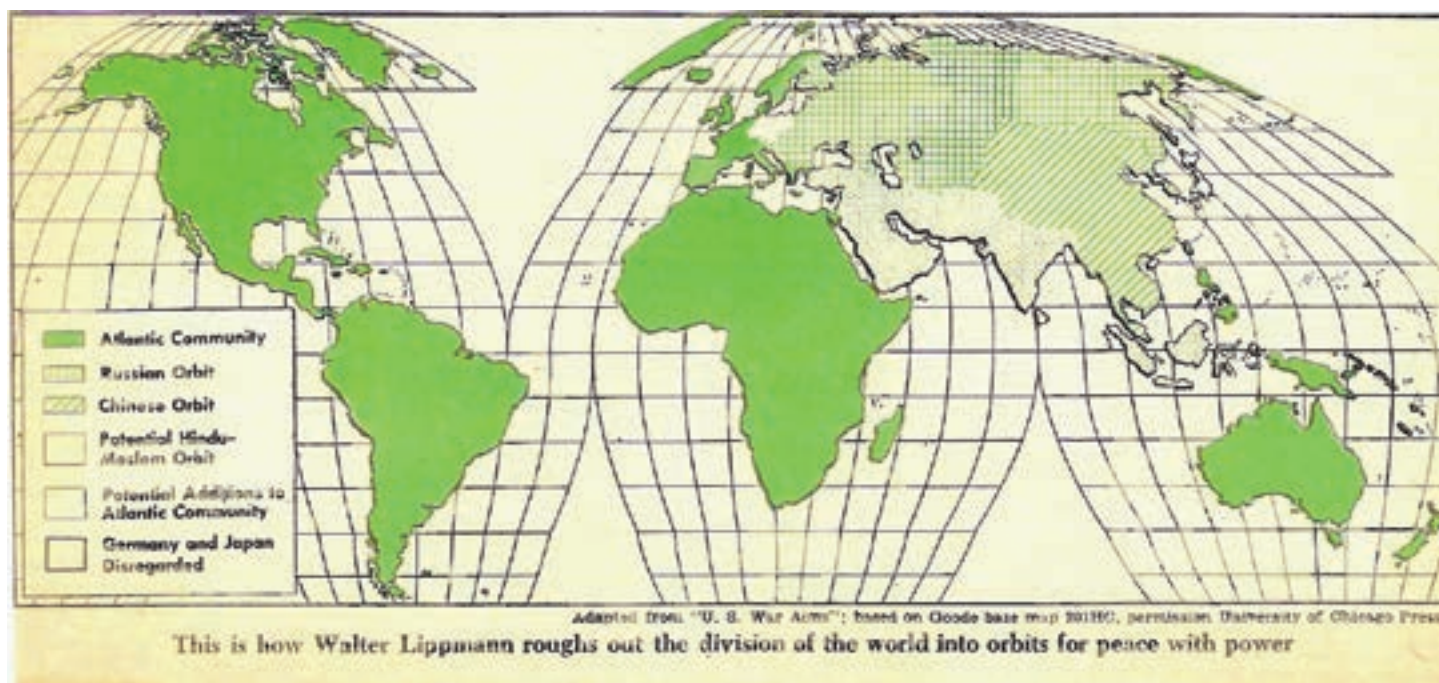 Atlantic Community
Russian Orbit
Chinese Orbit
Potential Hindu-
Moslem Orbit
Potential Additions to
Atlantic Community
Germany and Japan
Disregarded
Adapted from "U. S. War Aims"; based on Goode base map 201HC, permission University of Chicago Press
This is how Walter Lippmann roughs out the division of the world into orbits for peace with power